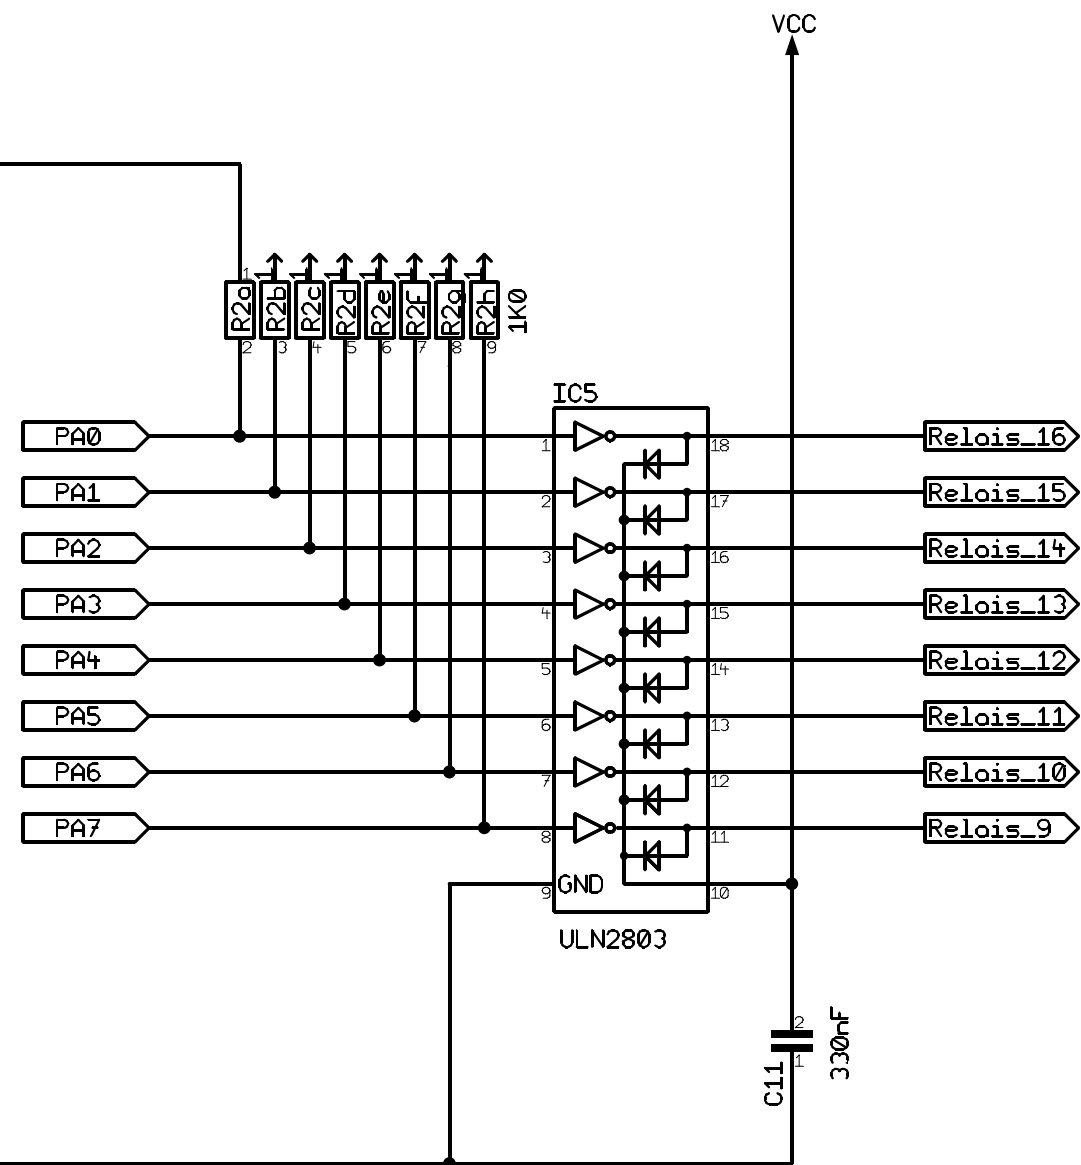 VCC
1 1 1 1 1 1 1 1
R2a R2b R2c R2d R2e R2f R2g R2h 1K0
2 3 4 5 6 7 8 9
IC5
PA0 1 18 Relais_16
PA1 2 17 Relais_15
PA2 3 16 Relais_14
PA3 4 15 Relais_13
PA4 5 14 Relais_12
PA5 6 13 Relais_11
PA6 7 12 Relais_10
PA7 8 11 Relais_9
9 GND 10
ULN2803
2
C11 330nF
1